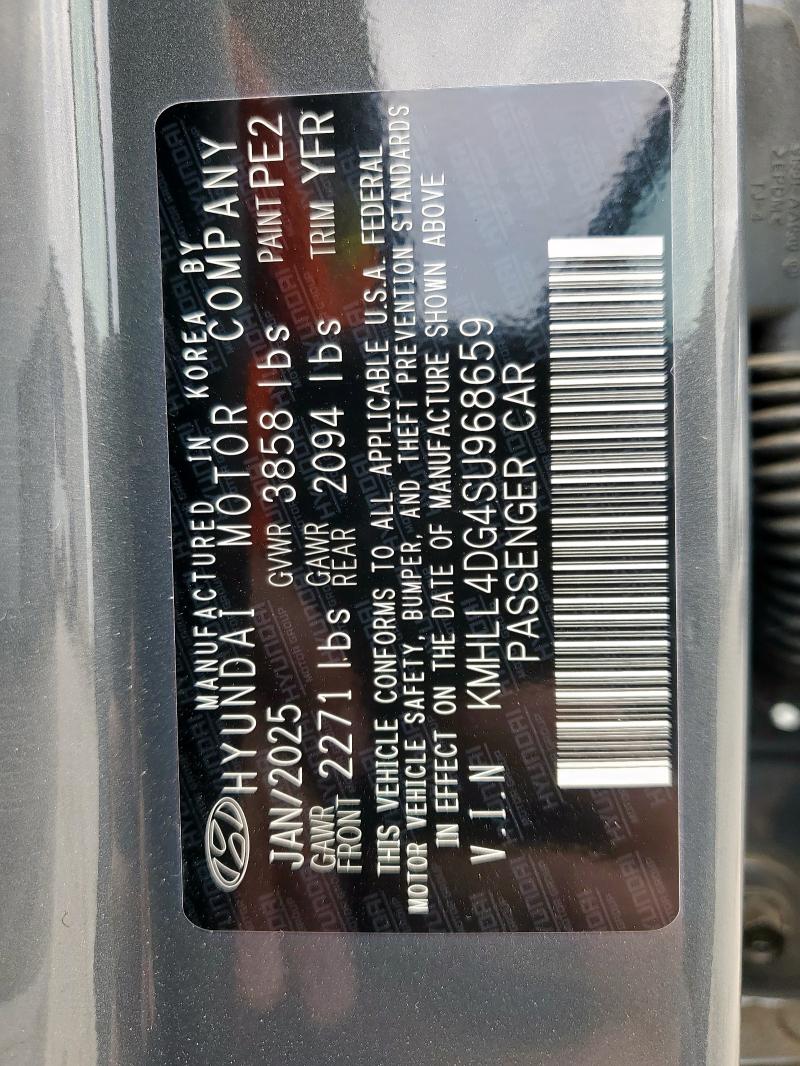 MANUFACTURED IN KOREA BY
HYUNDAI MOTOR COMPANY
JAN/2025 GVWR 3858 lbs PAINT PE2
GAWR FRONT 2271 lbs GAWR REAR 2094 lbs TRIM YFR
THIS VEHICLE CONFORMS TO ALL APPLICABLE U.S.A. FEDERAL
MOTOR VEHICLE SAFETY, BUMPER, AND THEFT PREVENTION STANDARDS
IN EFFECT ON THE DATE OF MANUFACTURE SHOWN ABOVE
V.I.N KMHLL4DG4SU968659
PASSENGER CAR